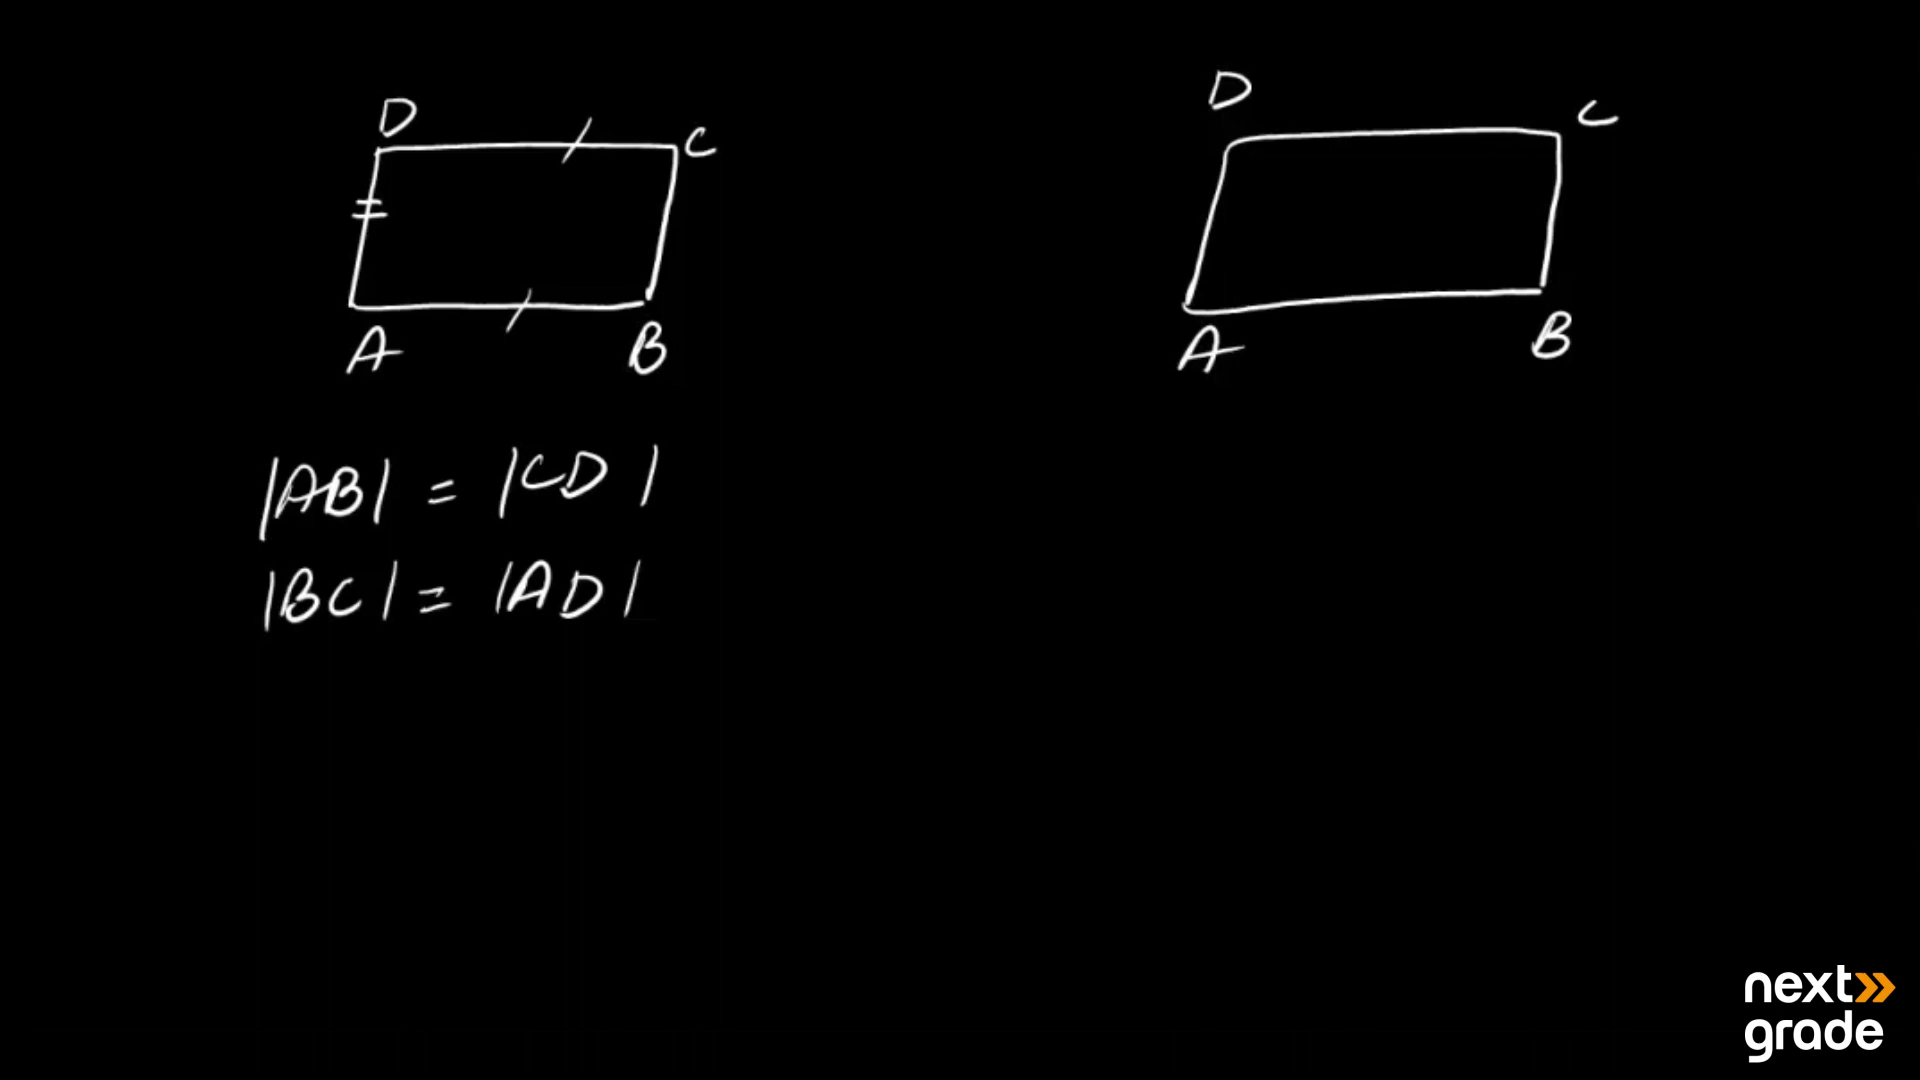 D C
A B
|AB| = |CD|
|BC| = |AD|
D C
A B
next
grade